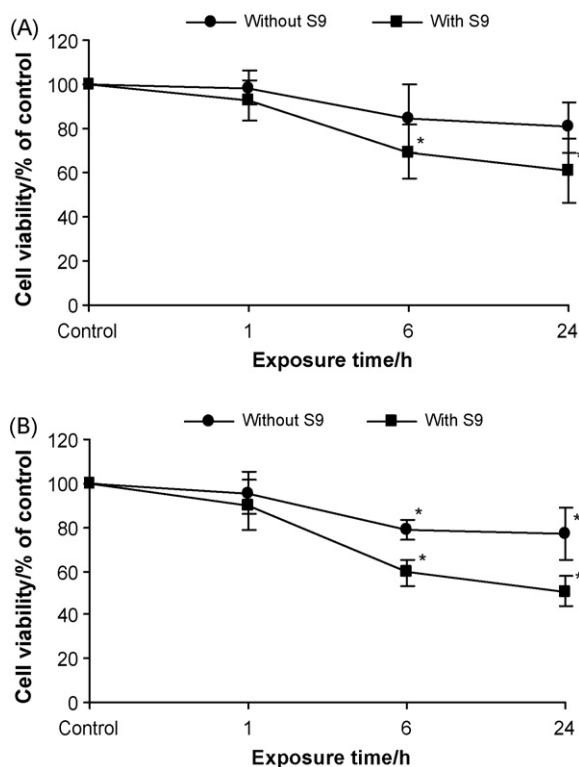 (A)
Without S9 With S9
120
100
80
60
40
20
0
Cell viability/% of control
*
*
Control 1 6 24
Exposure time/h
(B)
Without S9 With S9
120
100
80
60
40
20
0
Cell viability/% of control
*
*
*
*
Control 1 6 24
Exposure time/h